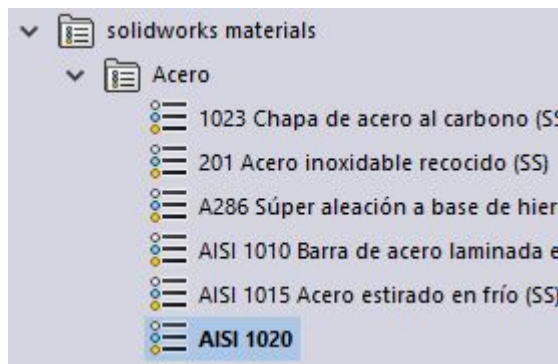 solidworks materials
Acero
1023 Chapa de acero al carbono (SS
201 Acero inoxidable recocido (SS)
A286 Súper aleación a base de hier
AISI 1010 Barra de acero laminada e
AISI 1015 Acero estirado en frío (SS)
AISI 1020